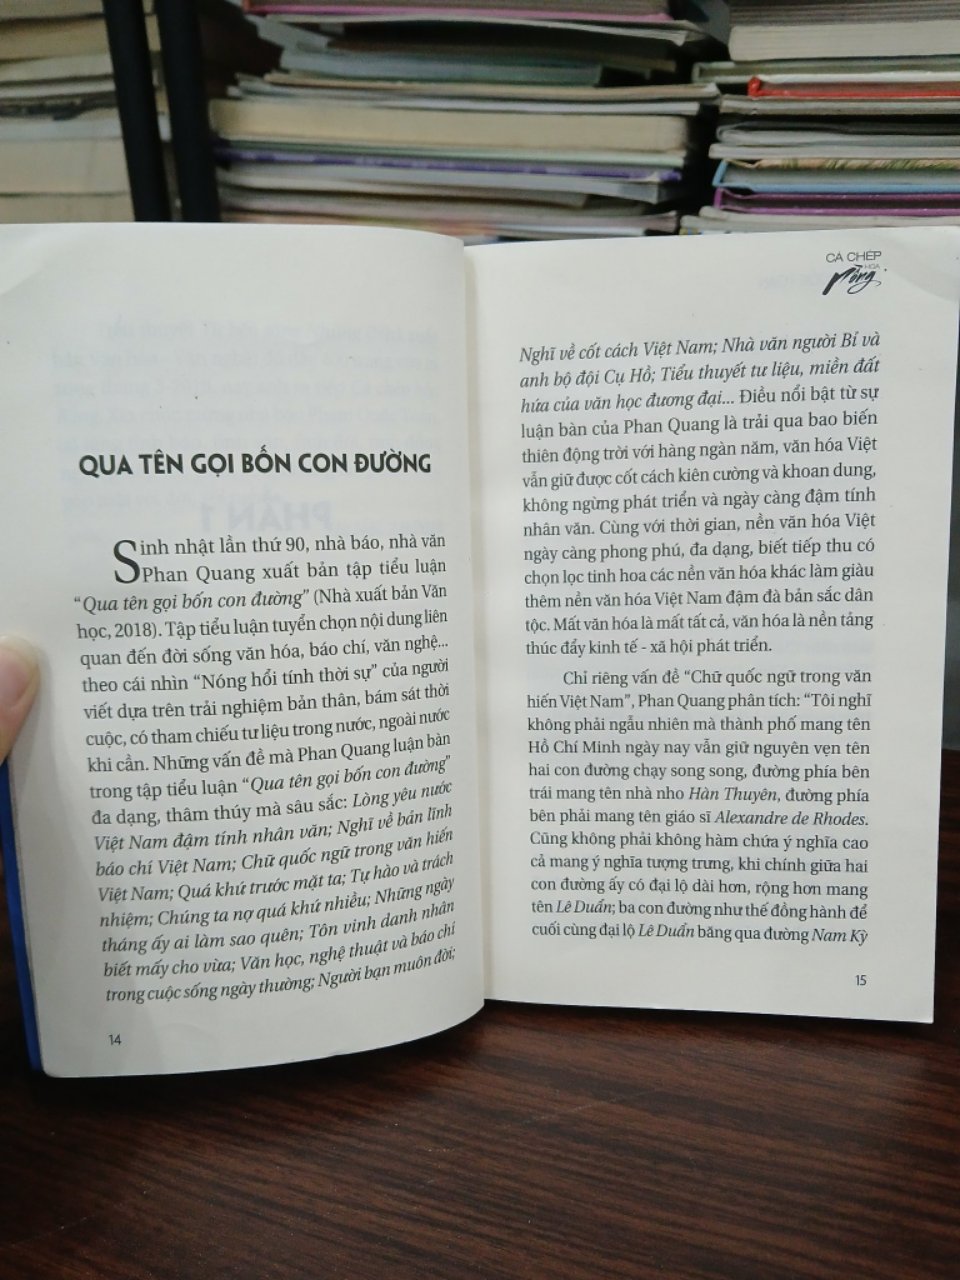 QUA TÊN GỌI BỐN CON ĐƯỜNG
Sinh nhật lần thứ 90, nhà báo, nhà văn
Phan Quang xuất bản tập tiểu luận
“Qua tên gọi bốn con đường” (Nhà xuất bản Văn
học, 2018). Tập tiểu luận tuyển chọn nội dung liên
quan đến đời sống văn hóa, báo chí, văn nghệ...
theo cái nhìn “Nóng hổi tính thời sự” của người
viết dựa trên trải nghiệm bản thân, bám sát thời
cuộc, có tham chiếu tư liệu trong nước, ngoài nước
khi cần. Những vấn đề mà Phan Quang luận bàn
trong tập tiểu luận “Qua tên gọi bốn con đường”
đa dạng, thâm thúy mà sâu sắc: Lòng yêu nước
Việt Nam đậm tính nhân văn; Nghĩ về bản lĩnh
báo chí Việt Nam; Chữ quốc ngữ trong văn hiến
Việt Nam; Quá khứ trước mặt ta; Tự hào và trách
nhiệm; Chúng ta nợ quá khứ nhiều; Những ngày
tháng ấy ai làm sao quên; Tôn vinh danh nhân
biết mấy cho vừa; Văn học, nghệ thuật và báo chí
trong cuộc sống ngày thường; Người bạn muôn đời;
14
CÁ CHÉP
HÓA
Rồng
Nghĩ về cốt cách Việt Nam; Nhà văn người Bỉ và
anh bộ đội Cụ Hồ; Tiểu thuyết tư liệu, miền đất
hứa của văn học đương đại... Điều nổi bật từ sự
luận bàn của Phan Quang là trải qua bao biến
thiên động trời với hàng ngàn năm, văn hóa Việt
vẫn giữ được cốt cách kiên cường và khoan dung,
không ngừng phát triển và ngày càng đậm tính
nhân văn. Cùng với thời gian, nền văn hóa Việt
ngày càng phong phú, đa dạng, biết tiếp thu có
chọn lọc tinh hoa các nền văn hóa khác làm giàu
thêm nền văn hóa Việt Nam đậm đà bản sắc dân
tộc. Mất văn hóa là mất tất cả, văn hóa là nền tảng
thúc đẩy kinh tế - xã hội phát triển.
Chỉ riêng vấn đề “Chữ quốc ngữ trong văn
hiến Việt Nam”, Phan Quang phân tích: “Tôi nghĩ
không phải ngẫu nhiên mà thành phố mang tên
Hồ Chí Minh ngày nay vẫn giữ nguyên vẹn tên
hai con đường chạy song song, đường phía bên
trái mang tên nhà nho Hàn Thuyên, đường phía
bên phải mang tên giáo sĩ Alexandre de Rhodes.
Cũng không phải không hàm chứa ý nghĩa cao
cả mang ý nghĩa tượng trưng, khi chính giữa hai
con đường ấy có đại lộ dài hơn, rộng hơn mang
tên Lê Duẩn; ba con đường như thế đồng hành để
cuối cùng đại lộ Lê Duẩn băng qua đường Nam Kỳ
15